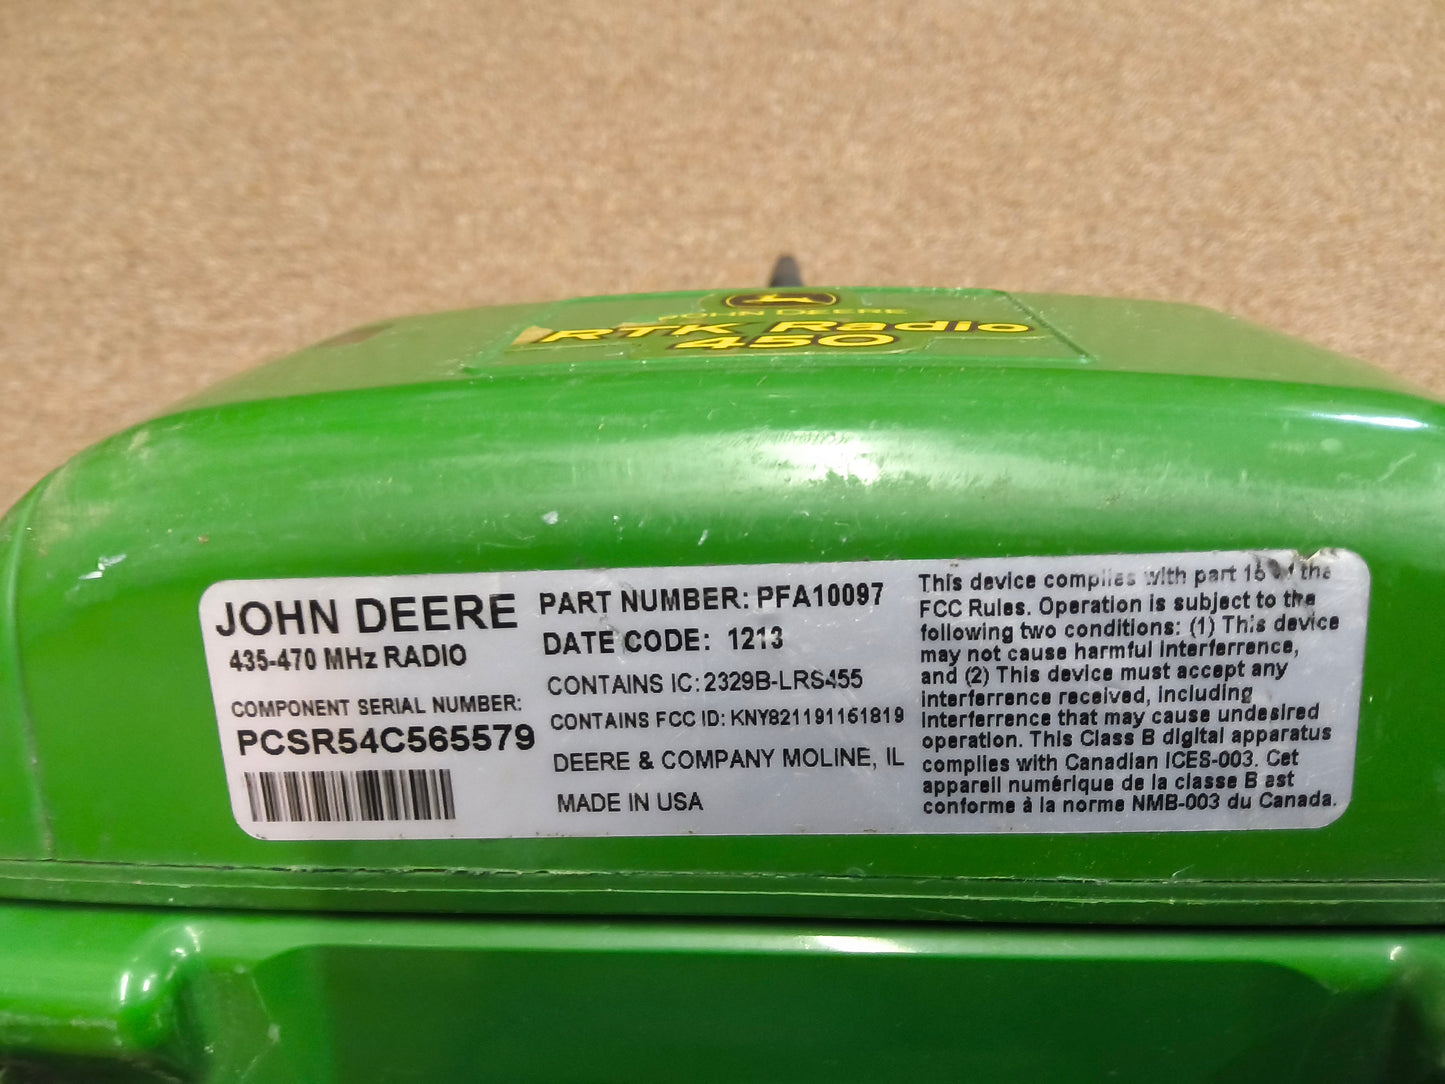 JOHN DEERE
RTK Radio
450
JOHN DEERE
435-470 MHz RADIO
COMPONENT SERIAL NUMBER:
PCSR54C565579
PART NUMBER: PFA10097
DATE CODE: 1213
CONTAINS IC: 2329B-LRS455
CONTAINS FCC ID: KNY821191151819
DEERE & COMPANY MOLINE, IL
MADE IN USA
This device complies with part 15 of the
FCC Rules. Operation is subject to the
following two conditions: (1) This device
may not cause harmful interferrence,
and (2) This device must accept any
interferrence received, including
interferrence that may cause undesired
operation. This Class B digital apparatus
complies with Canadian ICES-003. Cet
appareil numérique de la classe B est
conforme à la norme NMB-003 du Canada.